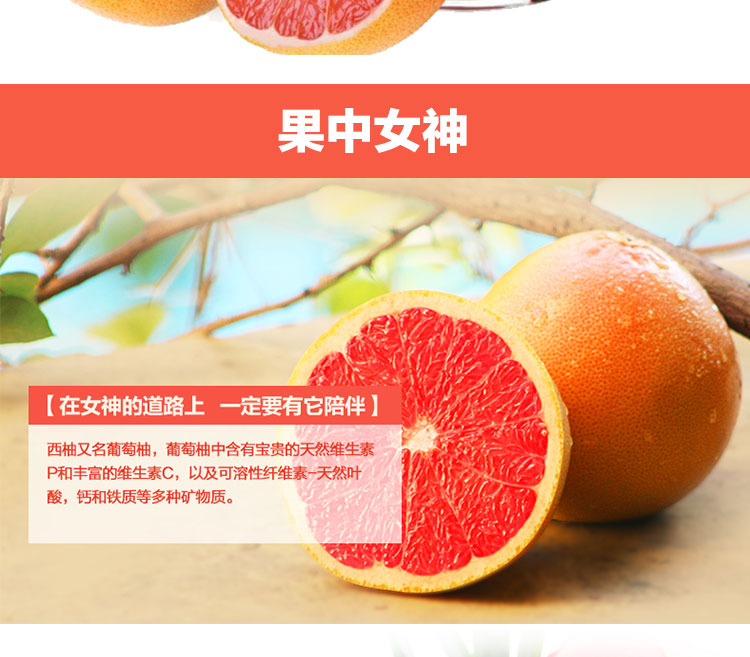 果中女神
【在女神的道路上 一定要有它陪伴】
西柚又名葡萄柚，葡萄柚中含有宝贵的天然维生素
P和丰富的维生素C，以及可溶性纤维素-天然叶
酸，钙和铁质等多种矿物质。